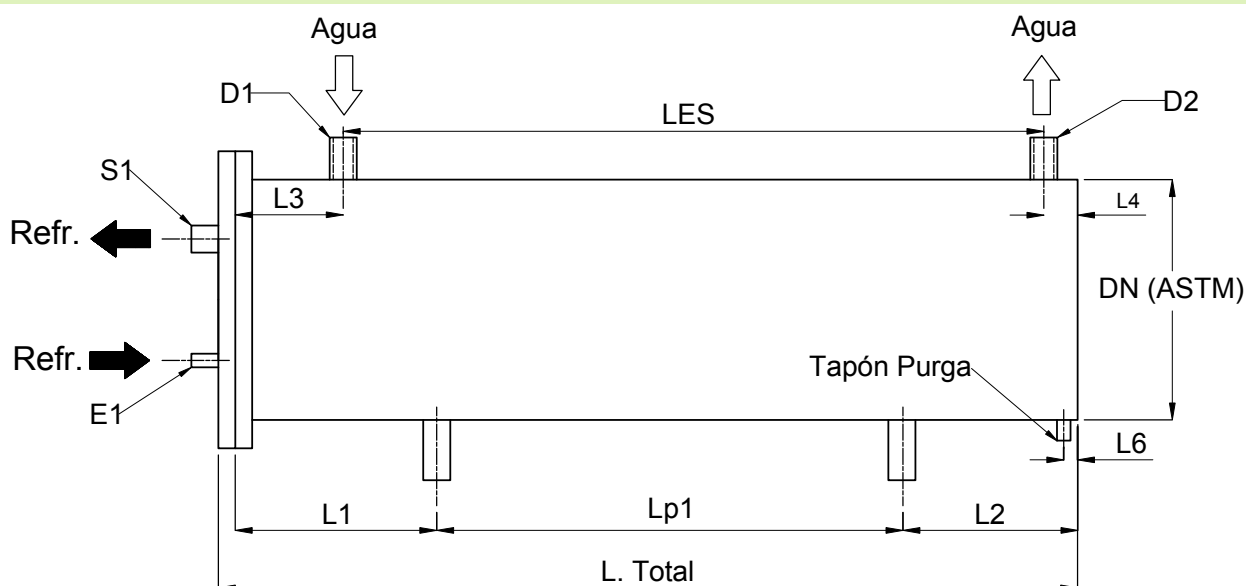 Agua
Agua
D1
LES
D2
S1
L3
L4
Refr.
DN (ASTM)
Refr.
Tapón Purga
E1
L6
L1
Lp1
L2
L. Total